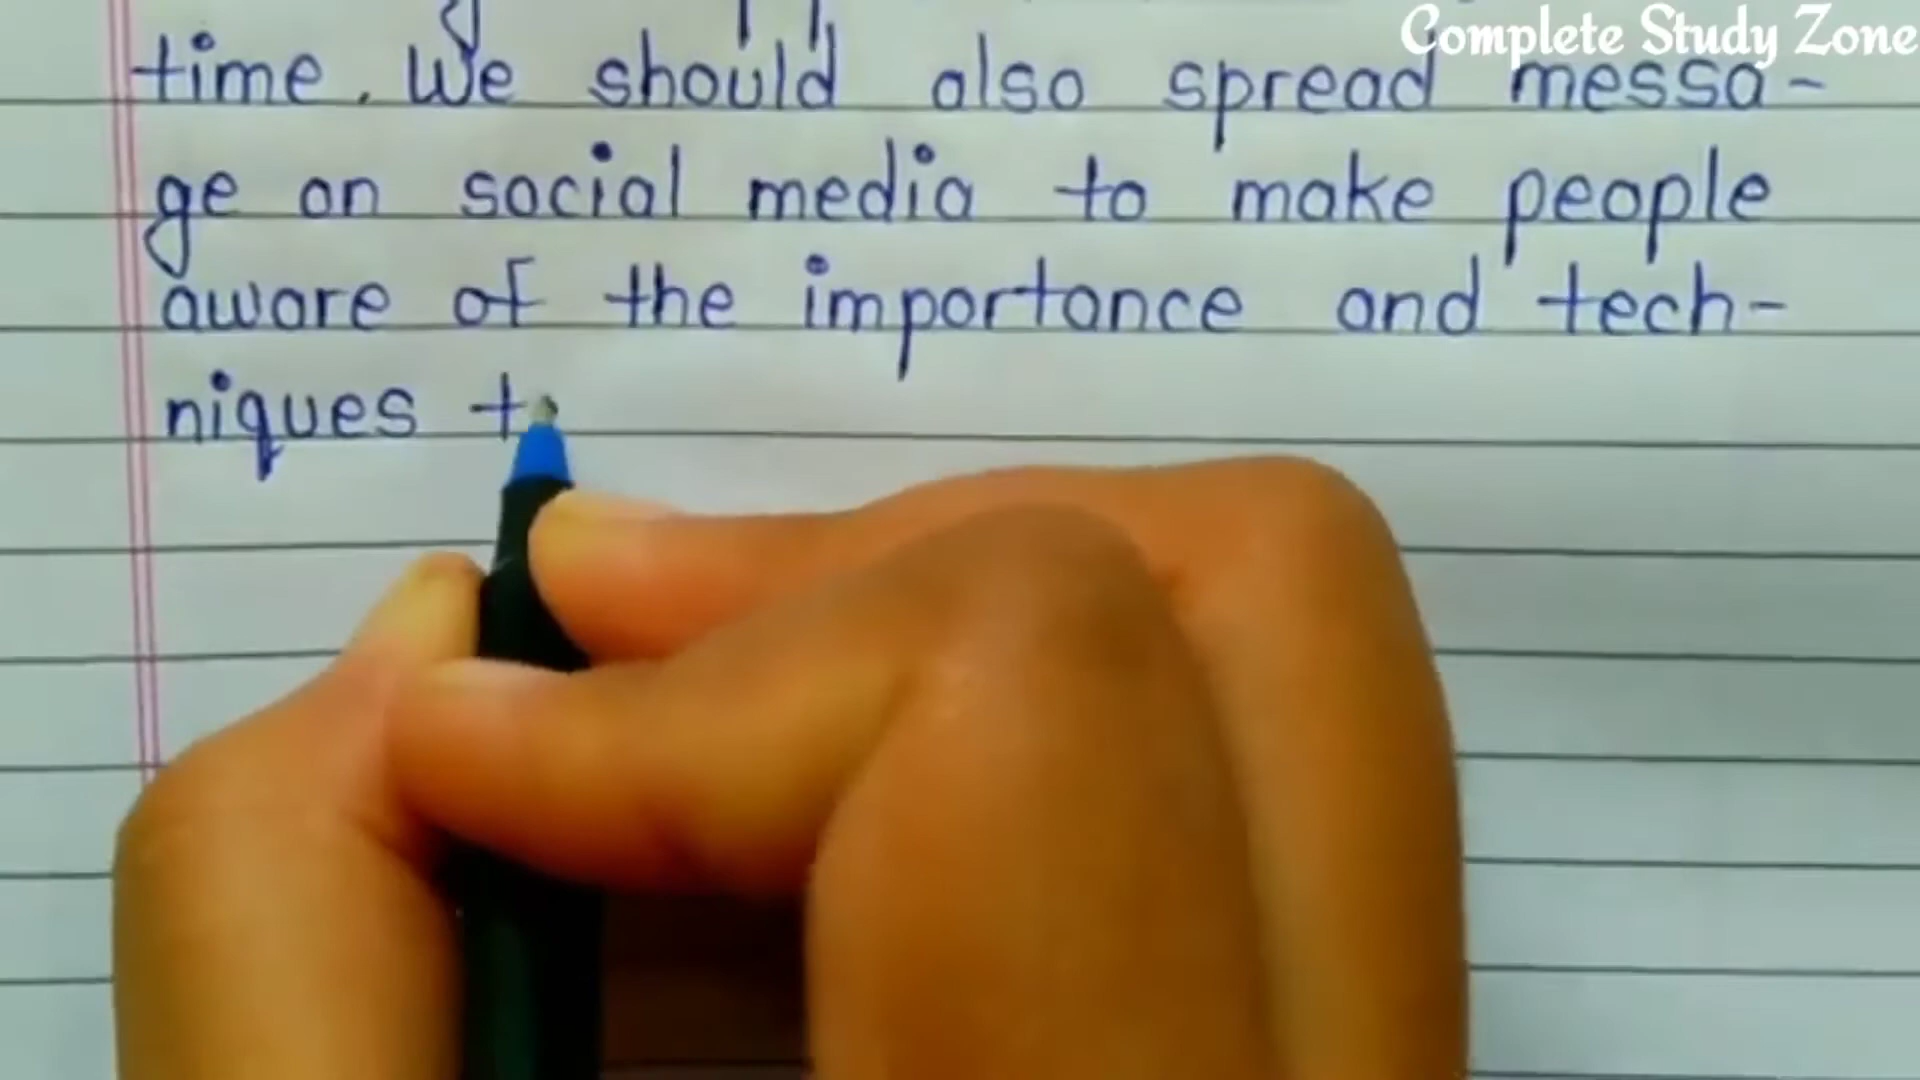 Complete Study Zone
time. We should also spread messa-
ge on social media to make people
aware of the importance and tech-
niques t